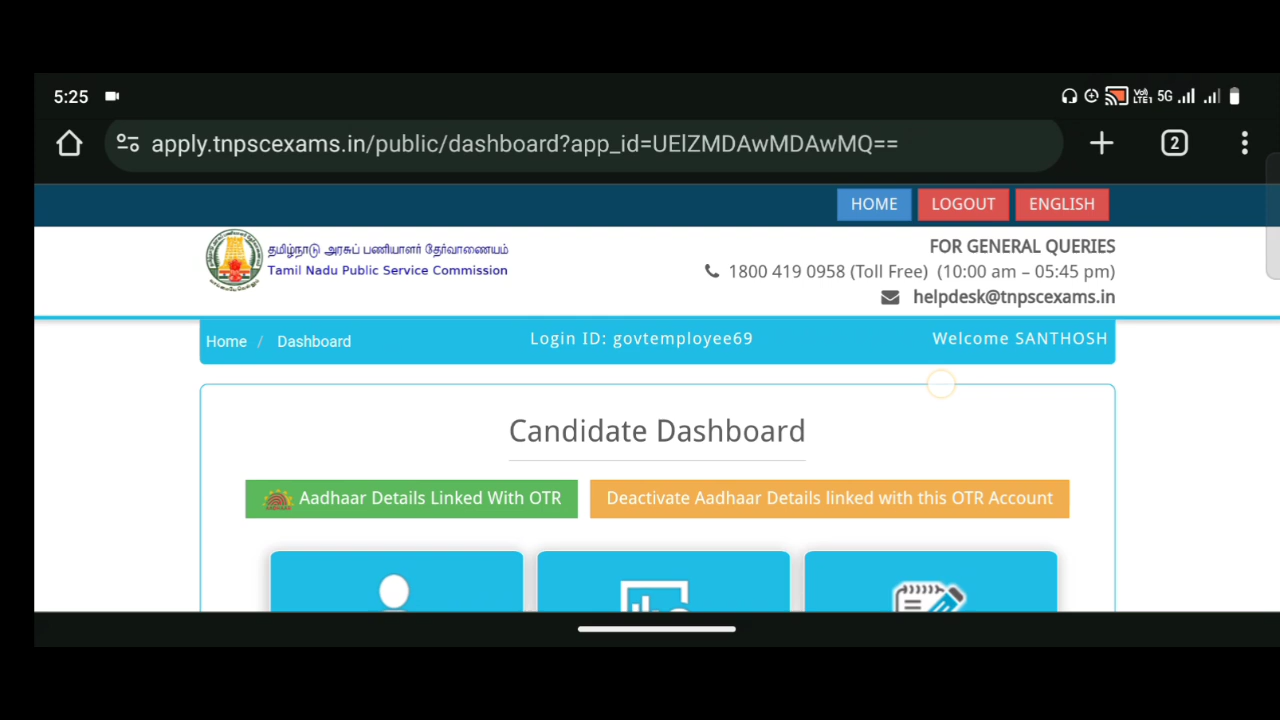 5:25
VoLTE1 5G
apply.tnpscexams.in/public/dashboard?app_id=UElZMDAwMDAwMQ==
2
HOME LOGOUT ENGLISH
தமிழ்நாடு அரசுப் பணியாளர் தேர்வாணையம்
Tamil Nadu Public Service Commission
FOR GENERAL QUERIES
1800 419 0958 (Toll Free) (10:00 am – 05:45 pm)
helpdesk@tnpscexams.in
Home / Dashboard
Login ID: govtemployee69
Welcome SANTHOSH
Candidate Dashboard
Aadhaar Details Linked With OTR
Deactivate Aadhaar Details linked with this OTR Account